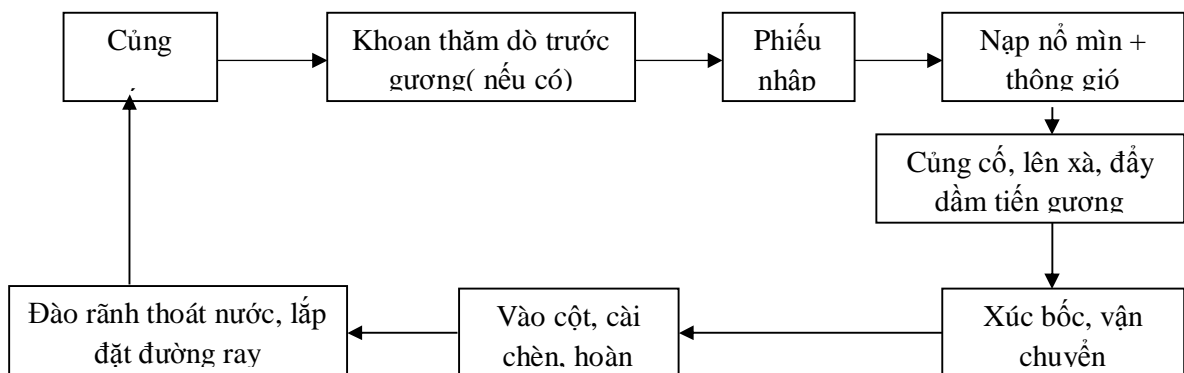 Củng
Khoan thăm dò trước
gương( nếu có)
Phiếu
nhập
Nạp nổ mìn +
thông gió
Củng cố, lên xà, đẩy
dầm tiến gương
Xúc bốc, vận
chuyển
Vào cột, cài
chèn, hoàn
Đào rãnh thoát nước, lắp
đặt đường ray